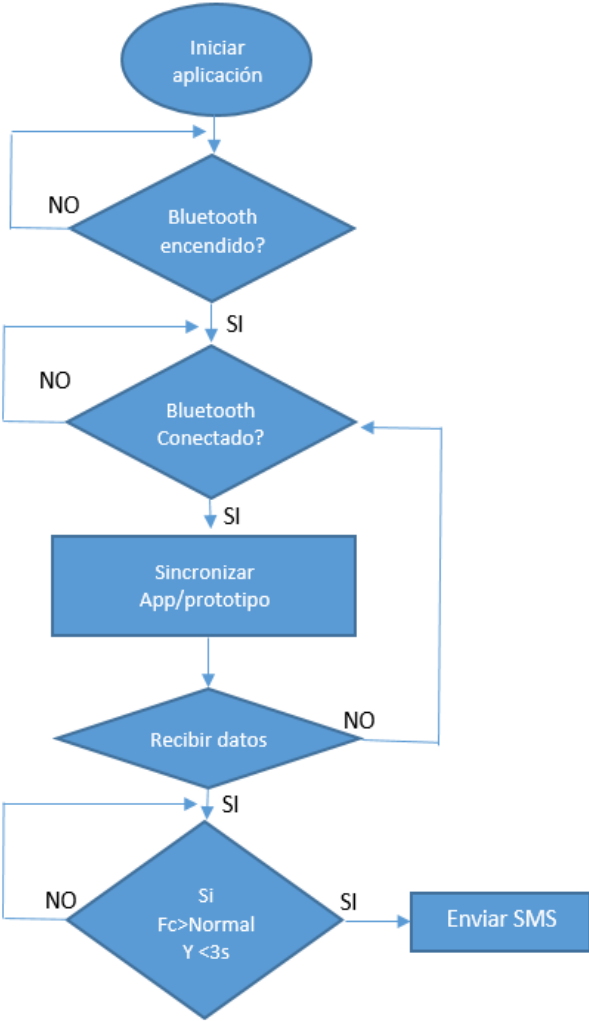 Iniciar
aplicación
NO
Bluetooth
encendido?
SI
NO
Bluetooth
Conectado?
SI
Sincronizar
App/prototipo
Recibir datos
NO
SI
NO
Si
Fc>Normal
Y <3s
SI
Enviar SMS